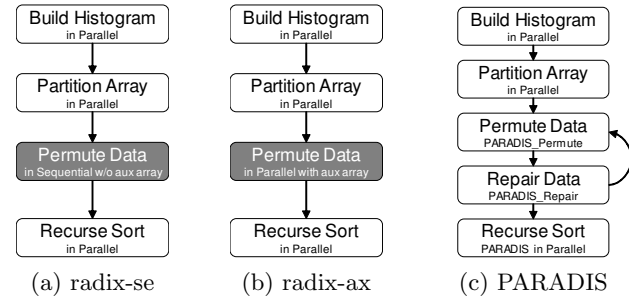 Build Histogram
in Parallel
Partition Array
in Parallel
Permute Data
in Sequential w/o aux array
Recurse Sort
in Parallel
(a) radix-se
Build Histogram
in Parallel
Partition Array
in Parallel
Permute Data
in Parallel with aux array
Recurse Sort
in Parallel
(b) radix-ax
Build Histogram
in Parallel
Partition Array
in Parallel
Permute Data
PARADIS_Permute
Repair Data
PARADIS_Repair
Recurse Sort
PARADIS in Parallel
(c) PARADIS